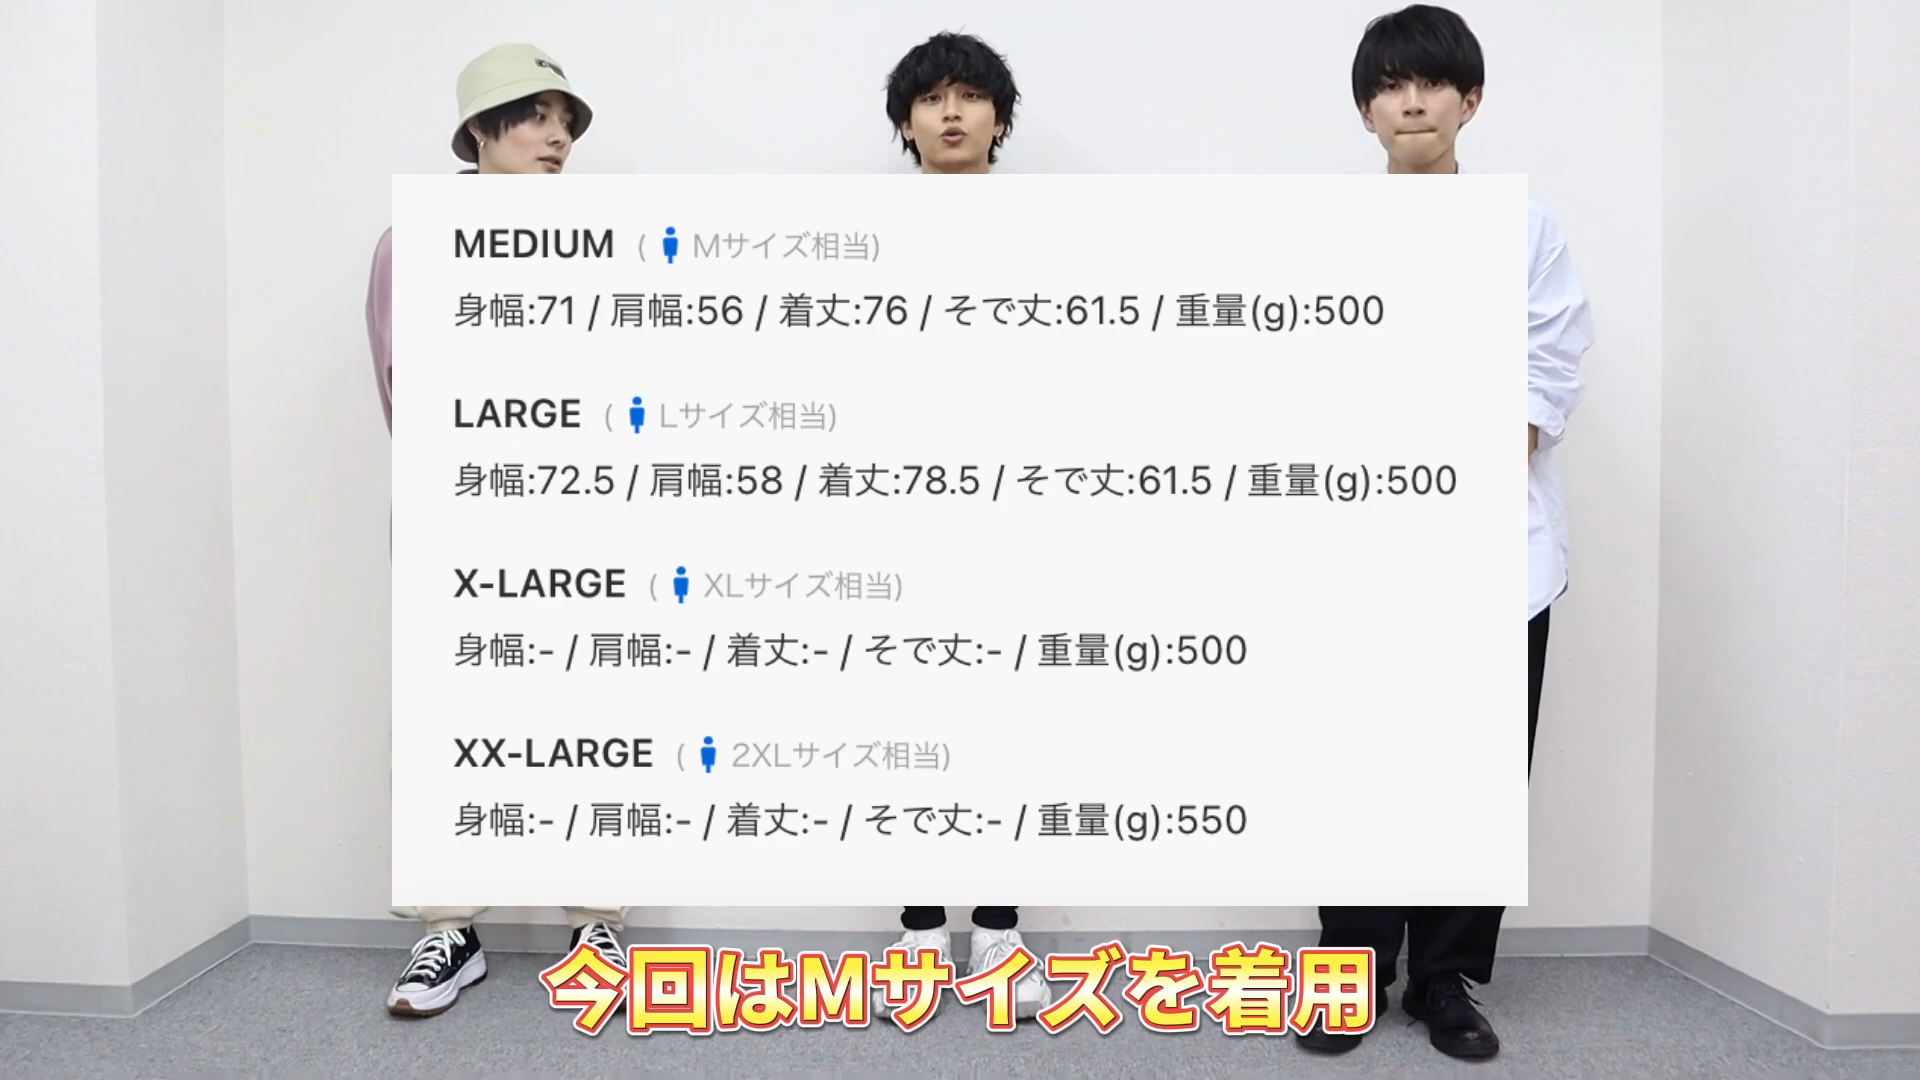 MEDIUM ( Mサイズ相当)
身幅:71 / 肩幅:56 / 着丈:76 / そで丈:61.5 / 重量(g):500
LARGE ( Lサイズ相当)
身幅:72.5 / 肩幅:58 / 着丈:78.5 / そで丈:61.5 / 重量(g):500
X-LARGE ( XLサイズ相当)
身幅:- / 肩幅:- / 着丈:- / そで丈:- / 重量(g):500
XX-LARGE ( 2XLサイズ相当)
身幅:- / 肩幅:- / 着丈:- / そで丈:- / 重量(g):550
今回はMサイズを着用